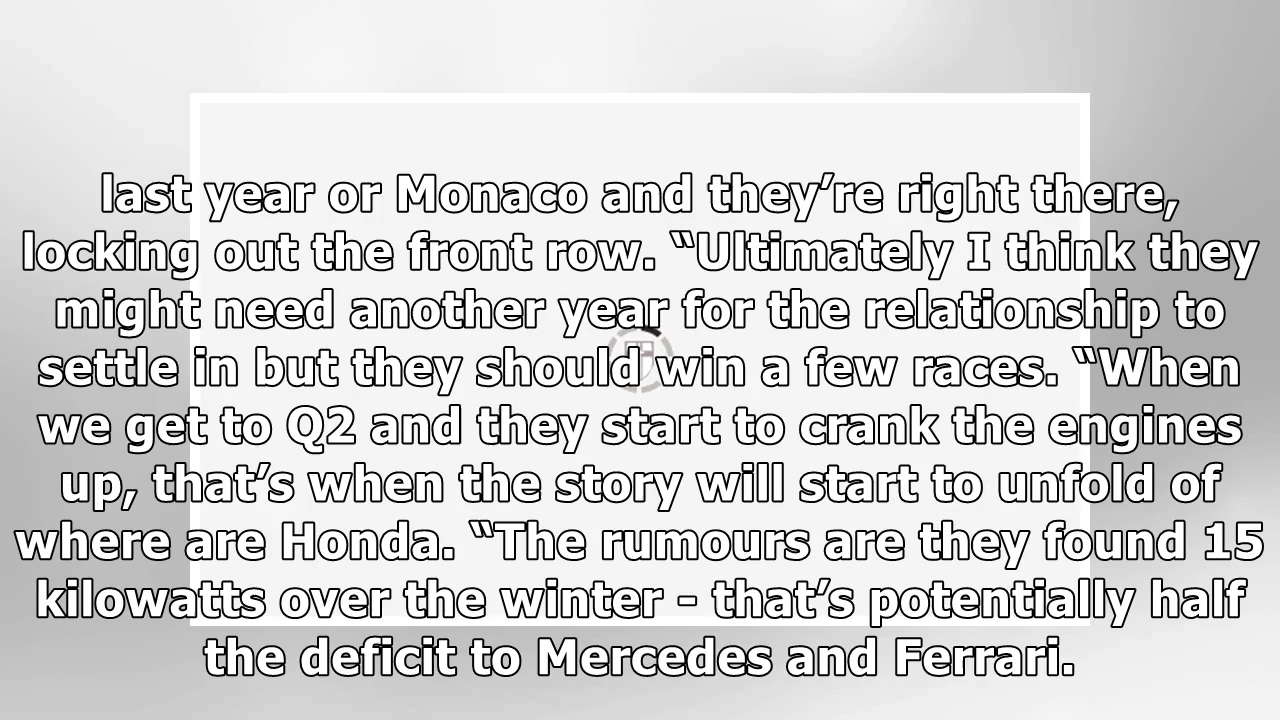 last year or Monaco and they’re right there,
locking out the front row. “Ultimately I think they
might need another year for the relationship to
settle in but they should win a few races. “When
we get to Q2 and they start to crank the engines
up, that’s when the story will start to unfold of
where are Honda. “The rumours are they found 15
kilowatts over the winter - that’s potentially half
the deficit to Mercedes and Ferrari.